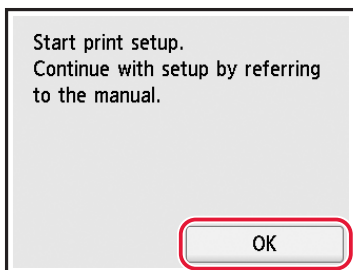 Start print setup.
Continue with setup by referring
to the manual.
OK